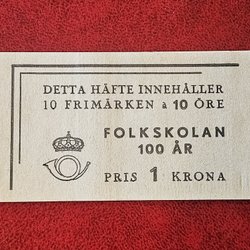 DETTA HÄFTE INNEHÅLLER
10 FRIMÄRKEN à 10 ÖRE
FOLKSKOLAN
100 ÅR
PRIS 1 KRONA